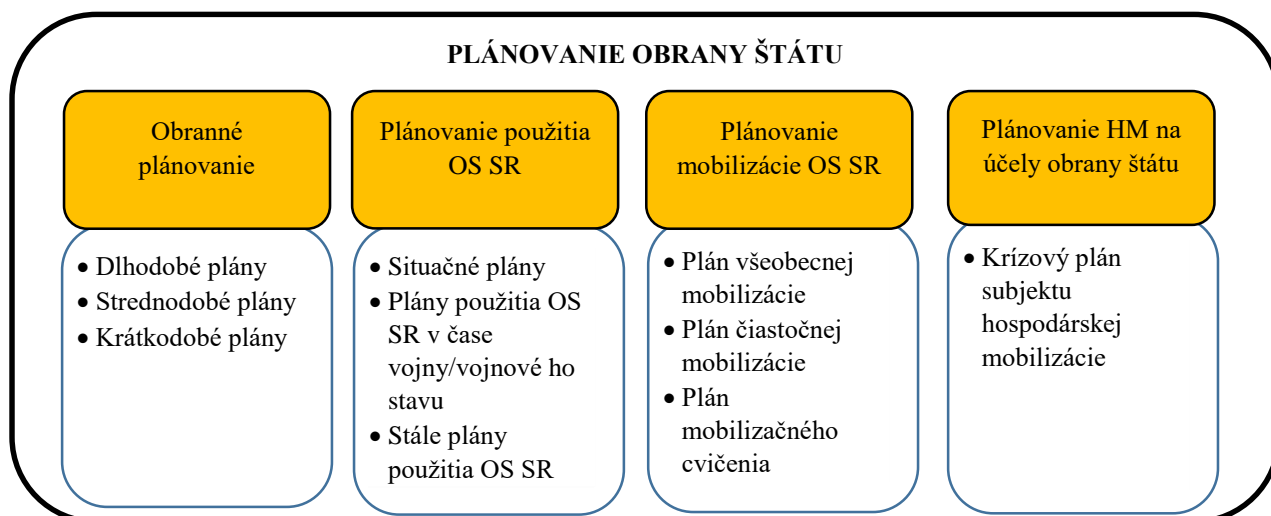 PLÁNOVANIE OBRANY ŠTÁTU
Obranné
plánovanie
• Dlhodobé plány
• Strednodobé plány
• Krátkodobé plány
Plánovanie použitia
OS SR
• Situačné plány
• Plány použitia OS
SR v čase
vojny/vojnové ho
stavu
• Stále plány
použitia OS SR
Plánovanie
mobilizácie OS SR
• Plán všeobecnej
mobilizácie
• Plán čiastočnej
mobilizácie
• Plán
mobilizačného
cvičenia
Plánovanie HM na
účely obrany štátu
• Krízový plán
subjektu
hospodárskej
mobilizácie